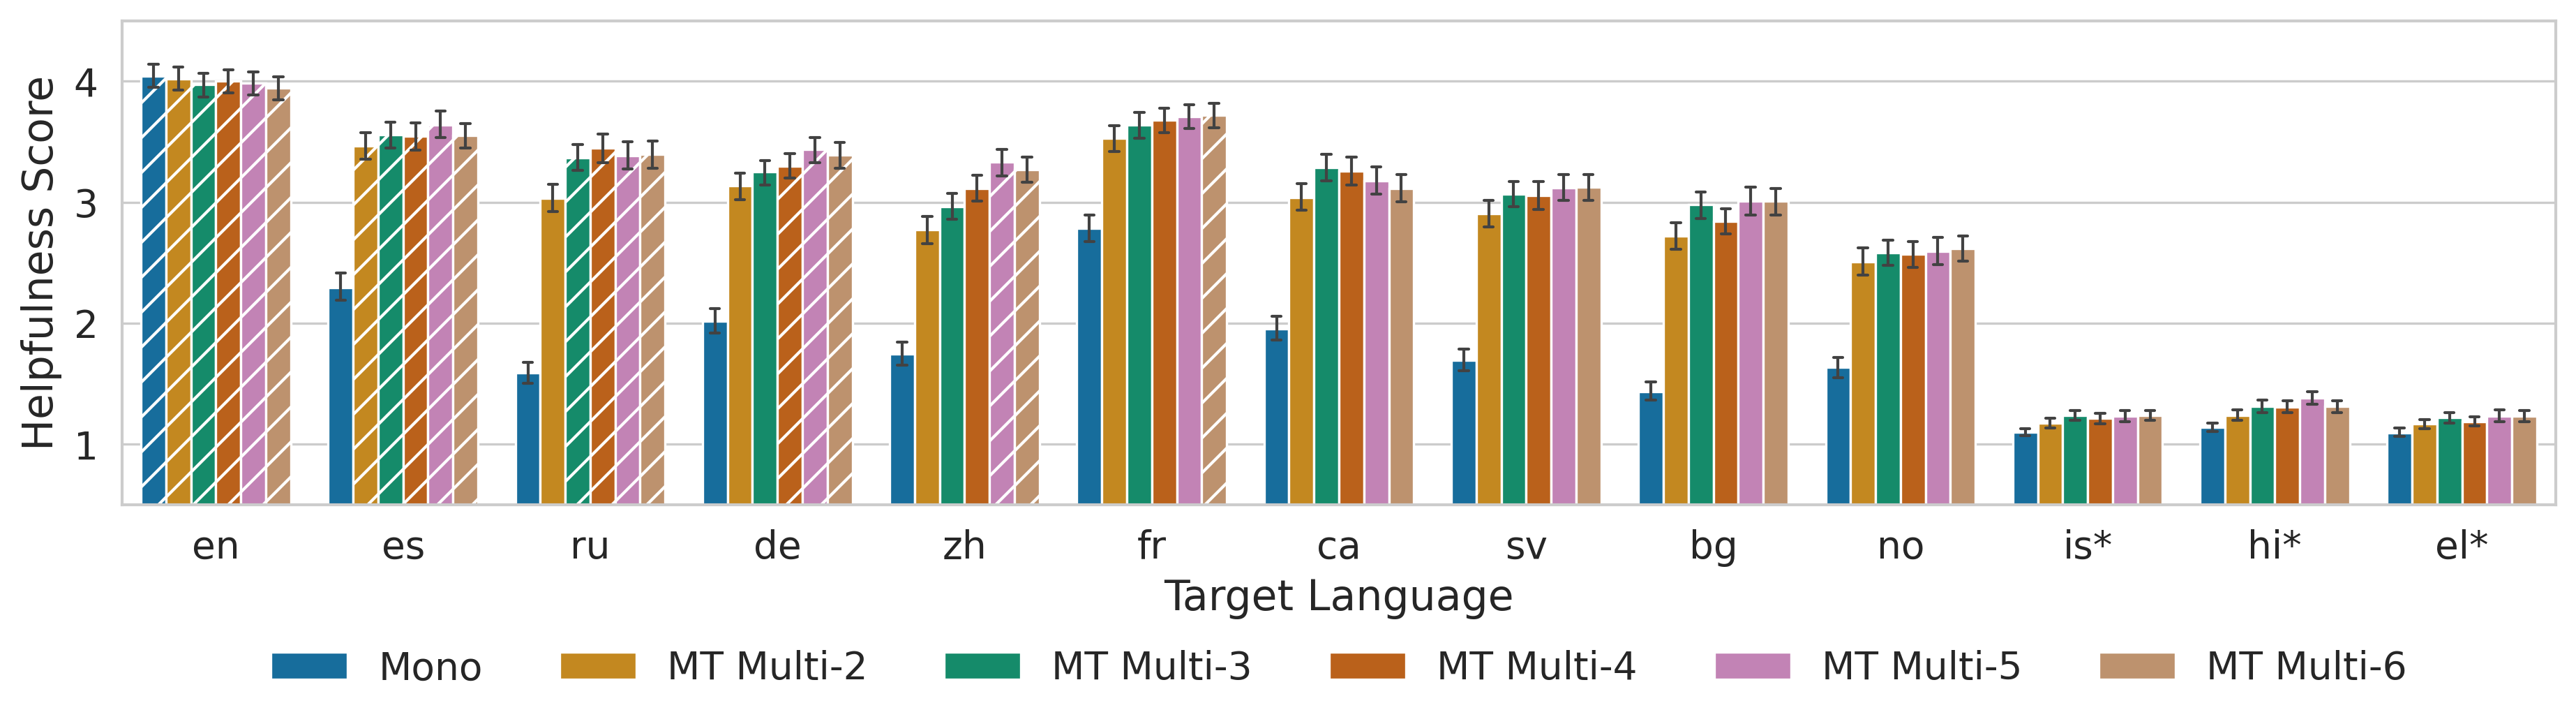 Helpfulness Score
4
3
2
1
en es ru de zh fr ca sv bg no is* hi* el*
Target Language
Mono MT Multi-2 MT Multi-3 MT Multi-4 MT Multi-5 MT Multi-6